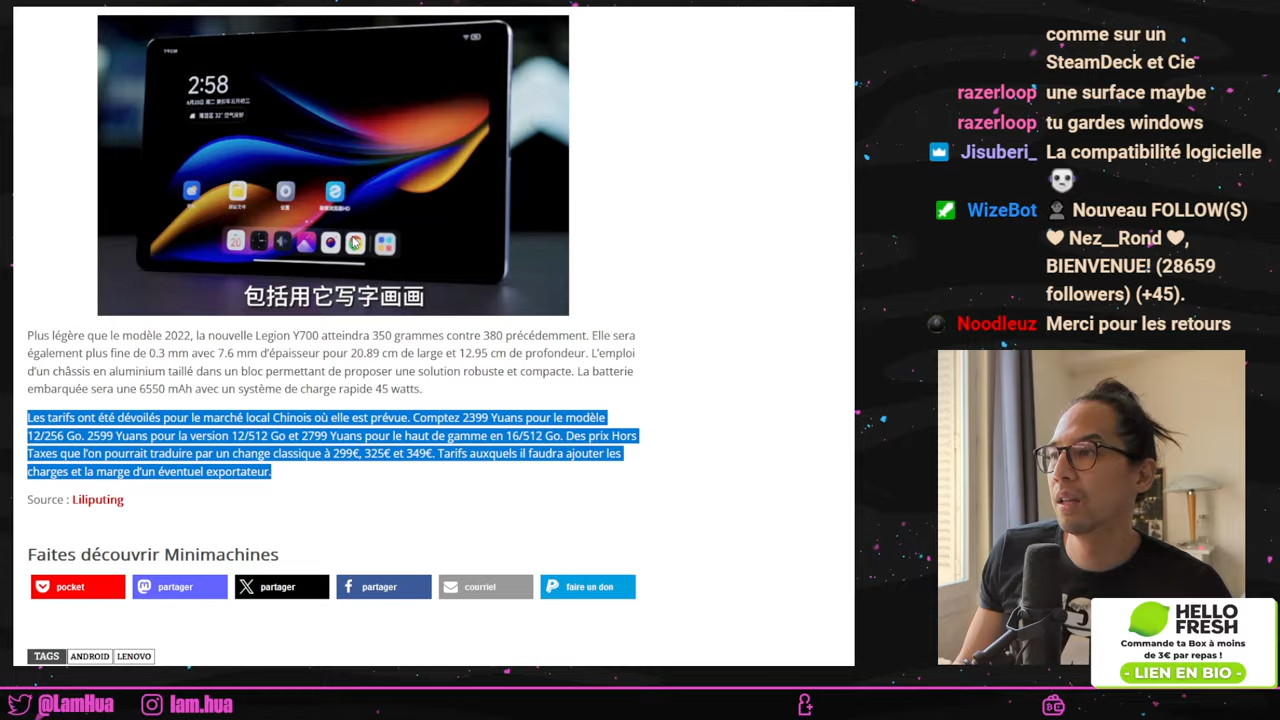 2:58
包括用它写字画画
Plus légère que le modèle 2022, la nouvelle Legion Y700 atteindra 350 grammes contre 380 précédemment. Elle sera
également plus fine de 0.3 mm avec 7.6 mm d'épaisseur pour 20.89 cm de large et 12.95 cm de profondeur. L'emploi
d'un châssis en aluminium taillé dans un bloc permettant de proposer une solution robuste et compacte. La batterie
embarquée sera une 6550 mAh avec un système de charge rapide 45 watts.
Les tarifs ont été dévoilés pour le marché local Chinois où elle est prévue. Comptez 2399 Yuans pour le modèle
12/256 Go. 2599 Yuans pour la version 12/512 Go et 2799 Yuans pour le haut de gamme en 16/512 Go. Des prix Hors
Taxes que l'on pourrait traduire par un change classique à 299€, 325€ et 349€. Tarifs auxquels il faudra ajouter les
charges et la marge d'un éventuel exportateur.
Source : Liliputing
Faites découvrir Minimachines
pocket
partager
partager
partager
courriel
faire un don
TAGS ANDROID LENOVO
comme sur un
SteamDeck et Cie
razerloop une surface maybe
razerloop tu gardes windows
Jisuberi_ La compatibilité logicielle
WizeBot Nouveau FOLLOW(S)
Nez__Rond,
BIENVENUE! (28659
followers) (+45).
Noodleuz Merci pour les retours
HELLO
FRESH
Commande ta Box à moins
de 3€ par repas !
- LIEN EN BIO -
@LamHua
lam.hua